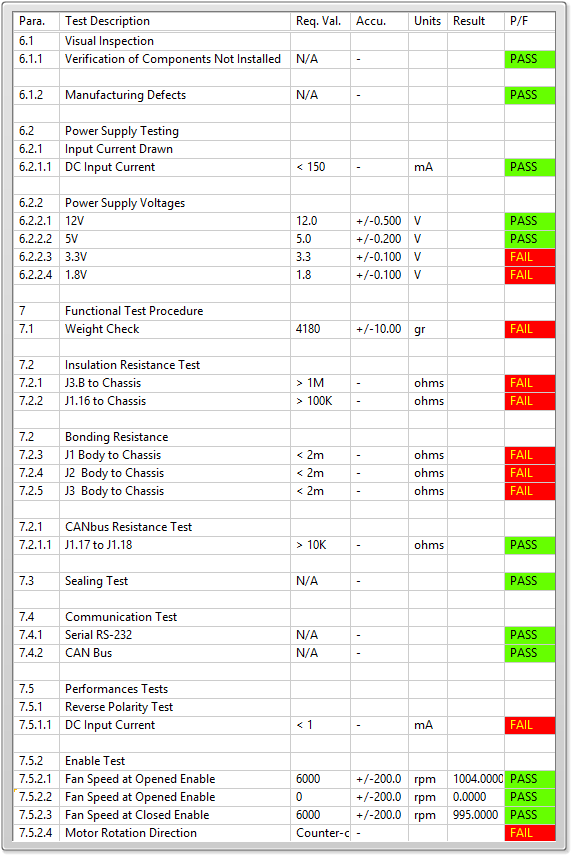 Para. Test Description Req. Val. Accu. Units Result P/F
6.1 Visual Inspection
6.1.1 Verification of Components Not Installed N/A - PASS
6.1.2 Manufacturing Defects N/A - PASS
6.2 Power Supply Testing
6.2.1 Input Current Drawn
6.2.1.1 DC Input Current < 150 - mA PASS
6.2.2 Power Supply Voltages
6.2.2.1 12V 12.0 +/-0.500 V PASS
6.2.2.2 5V 5.0 +/-0.200 V PASS
6.2.2.3 3.3V 3.3 +/-0.100 V FAIL
6.2.2.4 1.8V 1.8 +/-0.100 V FAIL
7 Functional Test Procedure
7.1 Weight Check 4180 +/-10.00 gr FAIL
7.2 Insulation Resistance Test
7.2.1 J3.B to Chassis > 1M - ohms FAIL
7.2.2 J1.16 to Chassis > 100K - ohms FAIL
7.2 Bonding Resistance
7.2.3 J1 Body to Chassis < 2m - ohms FAIL
7.2.4 J2 Body to Chassis < 2m - ohms FAIL
7.2.5 J3 Body to Chassis < 2m - ohms FAIL
7.2.1 CANbus Resistance Test
7.2.1.1 J1.17 to J1.18 > 10K - ohms PASS
7.3 Sealing Test N/A - PASS
7.4 Communication Test
7.4.1 Serial RS-232 N/A - PASS
7.4.2 CAN Bus N/A - PASS
7.5 Performances Tests
7.5.1 Reverse Polarity Test
7.5.1.1 DC Input Current < 1 - mA FAIL
7.5.2 Enable Test
7.5.2.1 Fan Speed at Opened Enable 6000 +/-200.0 rpm 1004.0000 PASS
7.5.2.2 Fan Speed at Opened Enable 0 +/-200.0 rpm 0.0000 PASS
7.5.2.3 Fan Speed at Closed Enable 6000 +/-200.0 rpm 995.0000 PASS
7.5.2.4 Motor Rotation Direction Counter-c - FAIL